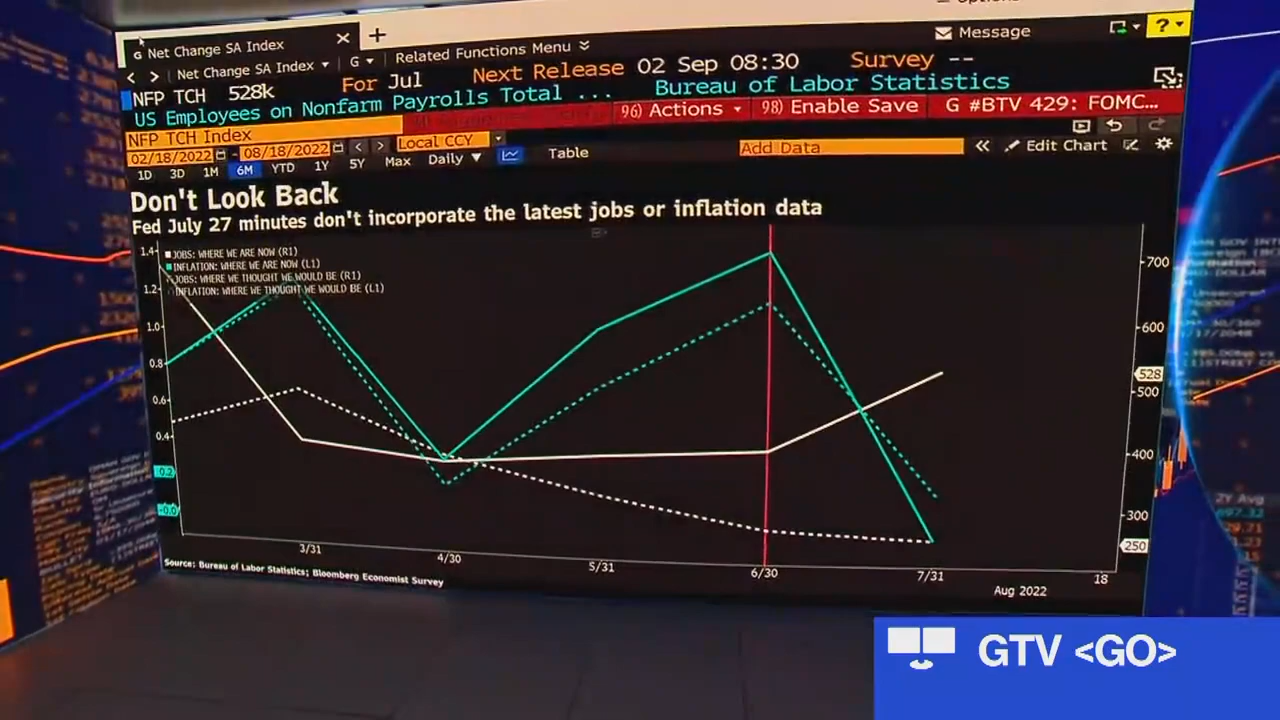 Options
G Net Change SA Index × +
< > Net Change SA Index G Related Functions Menu
Message ?
NFP TCH 528k For Jul Next Release 02 Sep 08:30 Survey --
US Employees on Nonfarm Payrolls Total ... Bureau of Labor Statistics
NFP TCH Index 96) Actions 98) Enable Save G #BTV 429: FOMC...
02/18/2022 - 08/18/2022 < > Local CCY Add Data << Edit Chart
1D 3D 1M 6M YTD 1Y 5Y Max Daily Table
Don't Look Back
Fed July 27 minutes don't incorporate the latest jobs or inflation data
JOBS: WHERE WE ARE NOW (R1)
INFLATION: WHERE WE ARE NOW (L1)
JOBS: WHERE WE THOUGHT WE WOULD BE (R1)
INFLATION: WHERE WE THOUGHT WE WOULD BE (L1)
1.4
1.2
1.0
0.8
0.6
0.4
0.2
-0.0
700
600
528
500
400
300
250
3/31 4/30 5/31 6/30 7/31 18
Aug 2022
Source: Bureau of Labor Statistics; Bloomberg Economist Survey
2Y Avg
GTV <GO>